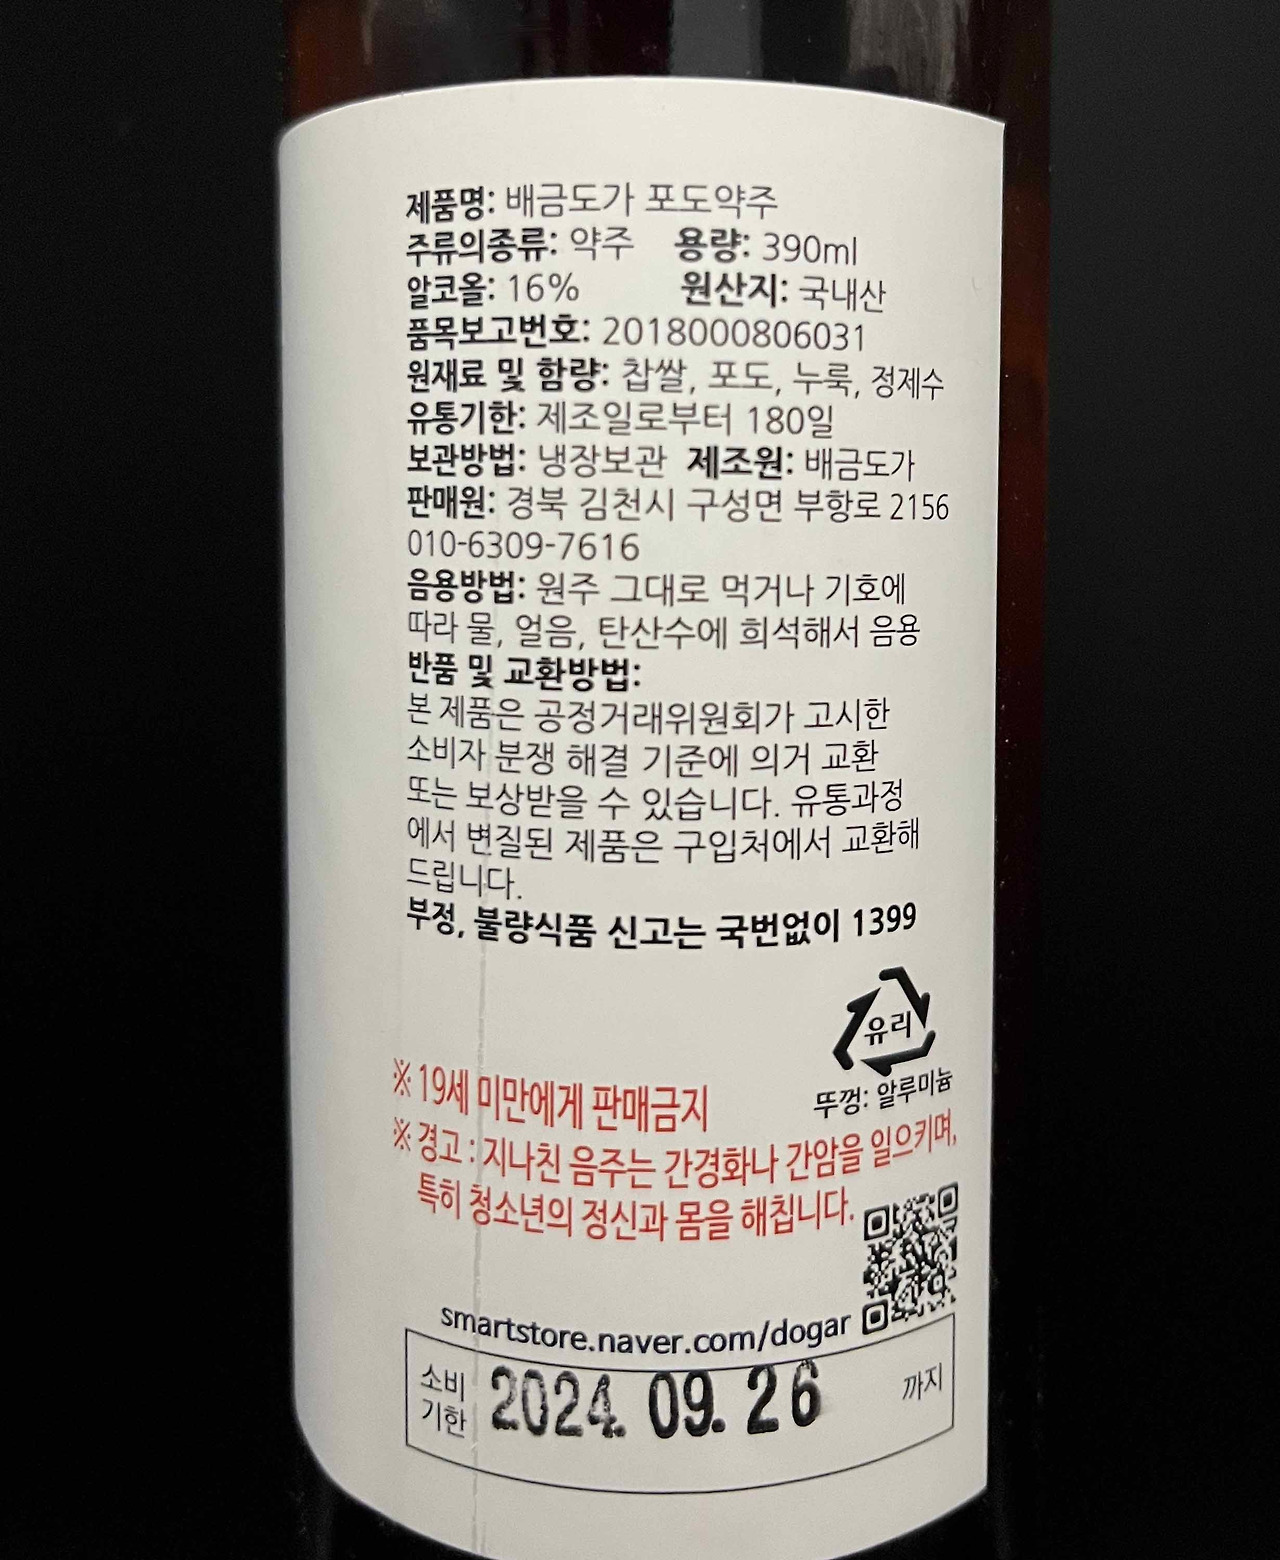 제품명: 배금도가 포도약주
주류의종류: 약주 용량: 390ml
알코올: 16% 원산지: 국내산
품목보고번호: 2018000806031
원재료 및 함량: 찹쌀, 포도, 누룩, 정제수
유통기한: 제조일로부터 180일
보관방법: 냉장보관 제조원: 배금도가
판매원: 경북 김천시 구성면 부항로 2156
010-6309-7616
음용방법: 원주 그대로 먹거나 기호에
따라 물, 얼음, 탄산수에 희석해서 음용
반품 및 교환방법:
본 제품은 공정거래위원회가 고시한
소비자 분쟁 해결 기준에 의거 교환
또는 보상받을 수 있습니다. 유통과정
에서 변질된 제품은 구입처에서 교환해
드립니다.
부정, 불량식품 신고는 국번없이 1399
유리
뚜껑: 알루미늄
※ 19세 미만에게 판매금지
※ 경고 : 지나친 음주는 간경화나 간암을 일으키며,
특히 청소년의 정신과 몸을 해칩니다.
smartstore.naver.com/dogar
소비
기한 2024. 09. 26 까지